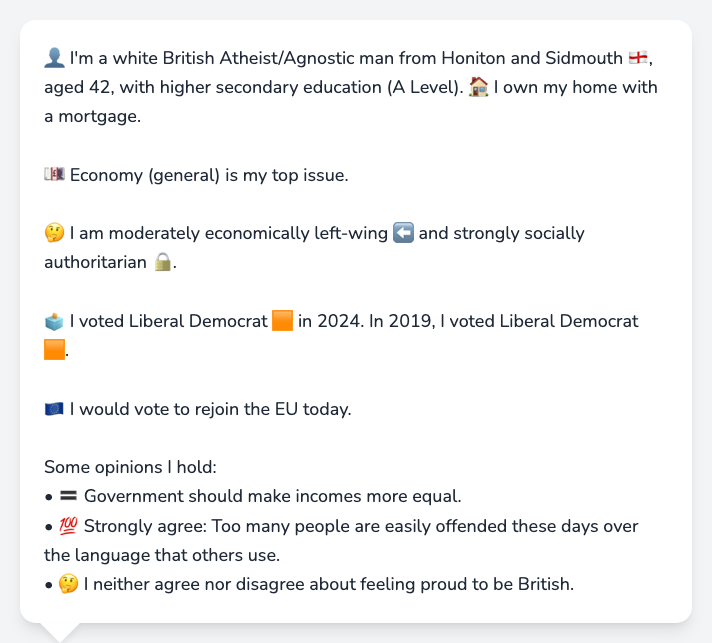 👤 I'm a white British Atheist/Agnostic man from Honiton and Sidmouth 🏴󠁧󠁢󠁥󠁮󠁧󠁿,
aged 42, with higher secondary education (A Level). 🏠 I own my home with
a mortgage.
💷 Economy (general) is my top issue.
🤔 I am moderately economically left-wing ⬅️ and strongly socially
authoritarian 🔒.
🗳️ I voted Liberal Democrat 🟧 in 2024. In 2019, I voted Liberal Democrat
🟧.
🇪🇺 I would vote to rejoin the EU today.
Some opinions I hold:
• 🟰 Government should make incomes more equal.
• 💯 Strongly agree: Too many people are easily offended these days over
the language that others use.
• 🤔 I neither agree nor disagree about feeling proud to be British.